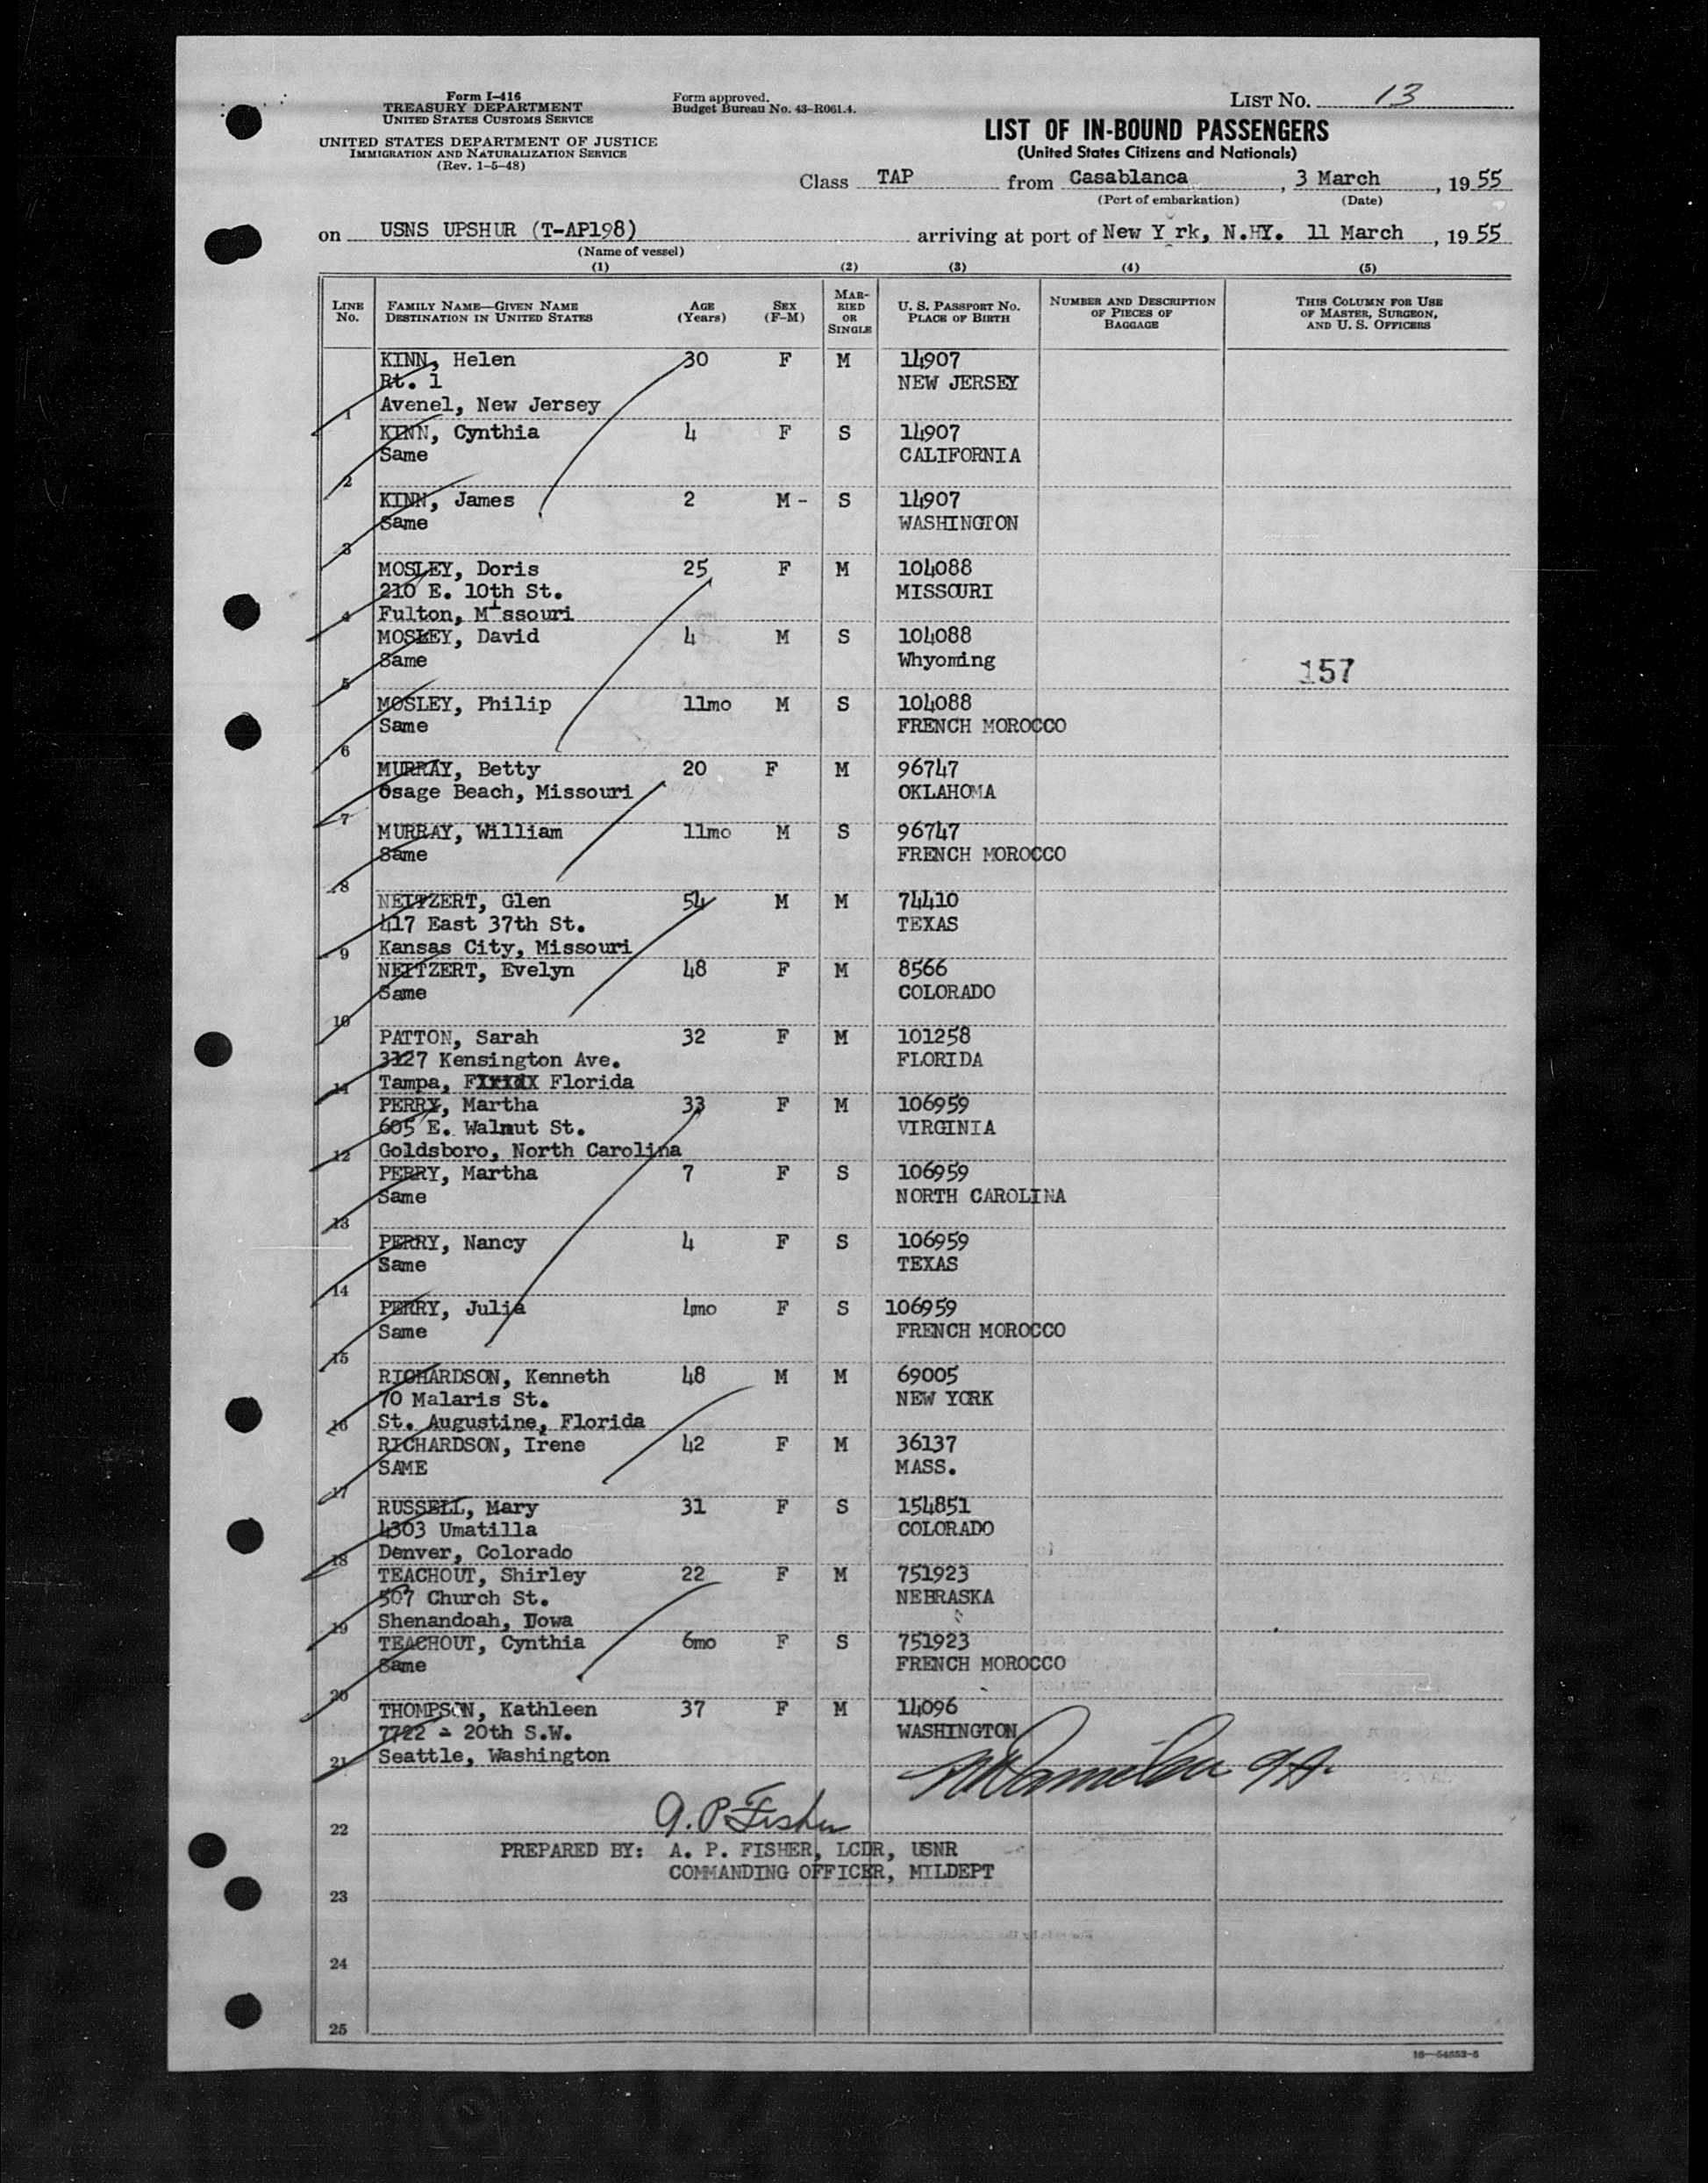 Form I-416
TREASURY DEPARTMENT
UNITED STATES CUSTOMS SERVICE
UNITED STATES DEPARTMENT OF JUSTICE
IMMIGRATION AND NATURALIZATION SERVICE
(Rev. 1-5-48)
Form approved.
Budget Bureau No. 43-R061.4.
LIST NO. 13
LIST OF IN-BOUND PASSENGERS
(United States Citizens and Nationals)
Class TAP from Casablanca, 3 March, 19 55
(Port of embarkation) (Date)
on USNS UPSHUR (T-AP198) arriving at port of New Y rk, N.HY. 11 March, 19 55
(Name of vessel)
(1) (2) (3) (4) (5)
LINE No. FAMILY NAME—GIVEN NAME DESTINATION IN UNITED STATES AGE (Years) SEX (F-M) MARRIED OR SINGLE U. S. PASSPORT No. PLACE OF BIRTH NUMBER AND DESCRIPTION OF PIECES OF BAGGAGE THIS COLUMN FOR USE OF MASTER, SURGEON, AND U. S. OFFICERS
KINN, Helen 30 F M 14907
Rt. 1 NEW JERSEY
1 Avenel, New Jersey
KINN, Cynthia 4 F S 14907
Same CALIFORNIA
2
KINN, James 2 M - S 14907
Same WASHINGTON
3
MOSLEY, Doris 25 F M 104088
210 E. 10th St. MISSOURI
4 Fulton, Missouri
MOSLEY, David 4 M S 104088
Same Whyoming 157
5
MOSLEY, Philip 11mo M S 104088
Same FRENCH MOROCCO
6
MURRAY, Betty 20 F M 96747
Osage Beach, Missouri OKLAHOMA
7
MURRAY, William 11mo M S 96747
Same FRENCH MOROCCO
8
NEITZERT, Glen 54 M M 74410
417 East 37th St. TEXAS
9 Kansas City, Missouri
NEITZERT, Evelyn 48 F M 8566
Same COLORADO
10
PATTON, Sarah 32 F M 101258
3127 Kensington Ave. FLORIDA
11 Tampa, FXXXXX Florida
PERRY, Martha 33 F M 106959
605 E. Walnut St. VIRGINIA
12 Goldsboro, North Carolina
PERRY, Martha 7 F S 106959
Same NORTH CAROLINA
13
PERRY, Nancy 4 F S 106959
Same TEXAS
14
PERRY, Julia 4mo F S 106959
Same FRENCH MOROCCO
15
RICHARDSON, Kenneth 48 M M 69005
70 Malaris St. NEW YORK
16 St. Augustine, Florida
RICHARDSON, Irene 42 F M 36137
SAME MASS.
17
RUSSELL, Mary 31 F S 154851
4303 Umatilla COLORADO
18 Denver, Colorado
TEACHOUT, Shirley 22 F M 751923
507 Church St. NEBRASKA
19 Shenandoah, Iowa
TEACHOUT, Cynthia 6mo F S 751923
Same FRENCH MOROCCO
20
THOMPSON, Kathleen 37 F M 14096
7722 - 20th S.W. WASHINGTON
21 Seattle, Washington
A. P. Fisher
22
PREPARED BY: A. P. FISHER, LCDR, USNR
COMMANDING OFFICER, MILDEPT
23
24
25
16—54652-5